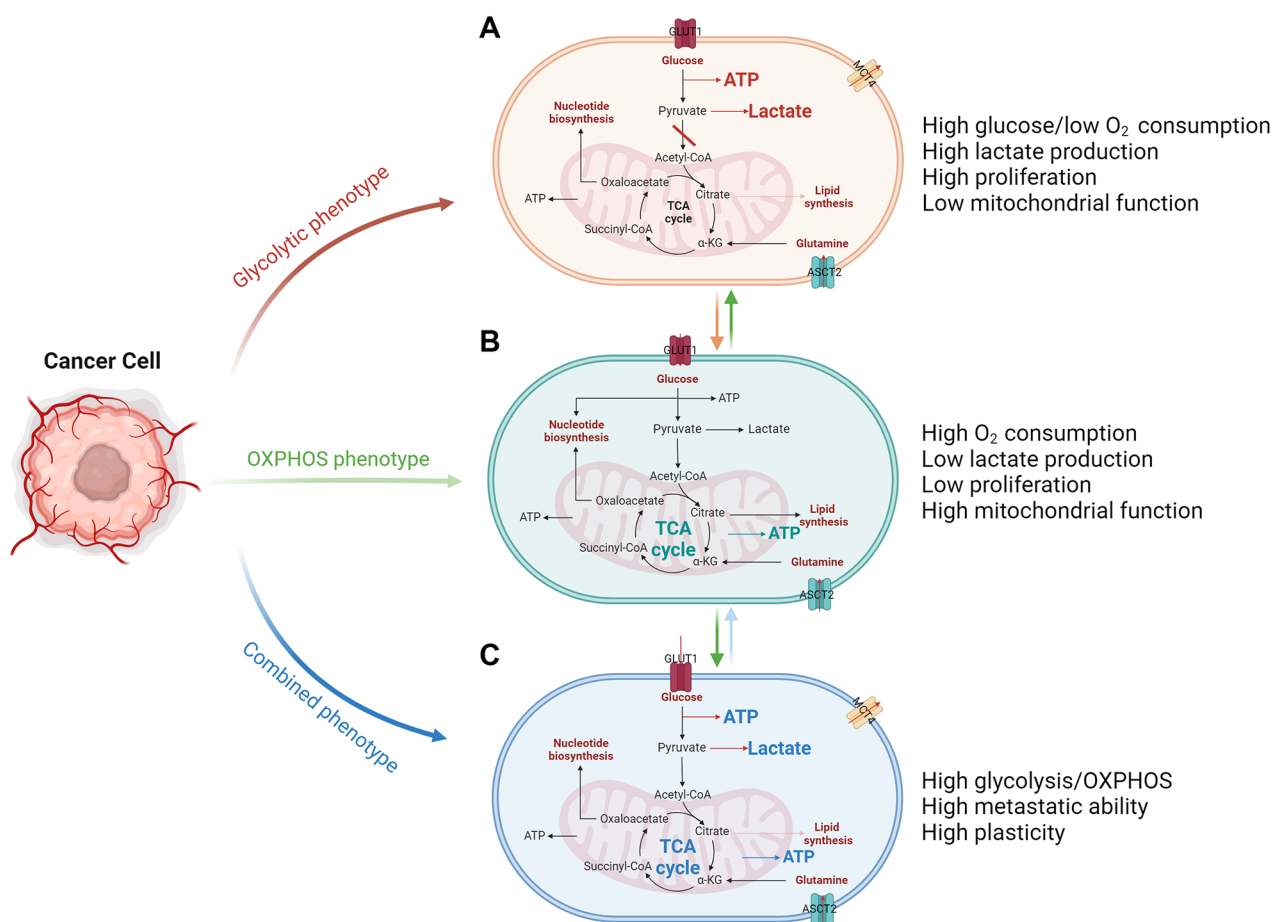 A
GLUT1
Glucose
MCT4
ATP
Nucleotide
biosynthesis
Pyruvate
Lactate
Acetyl-CoA
Oxaloacetate
Citrate
Lipid
synthesis
ATP
TCA
cycle
Succinyl-CoA
α-KG
Glutamine
ASCT2
High glucose/low O₂ consumption
High lactate production
High proliferation
Low mitochondrial function
Glycolytic phenotype
Cancer Cell
OXPHOS phenotype
Combined phenotype
B
GLUT1
Glucose
ATP
Nucleotide
biosynthesis
Pyruvate
Lactate
Acetyl-CoA
Oxaloacetate
Citrate
Lipid
synthesis
ATP
TCA
cycle
ATP
Succinyl-CoA
α-KG
Glutamine
ASCT2
High O₂ consumption
Low lactate production
Low proliferation
High mitochondrial function
C
GLUT1
Glucose
MCT4
ATP
Nucleotide
biosynthesis
Pyruvate
Lactate
Acetyl-CoA
Oxaloacetate
Citrate
Lipid
synthesis
ATP
TCA
cycle
ATP
Succinyl-CoA
α-KG
Glutamine
ASCT2
High glycolysis/OXPHOS
High metastatic ability
High plasticity